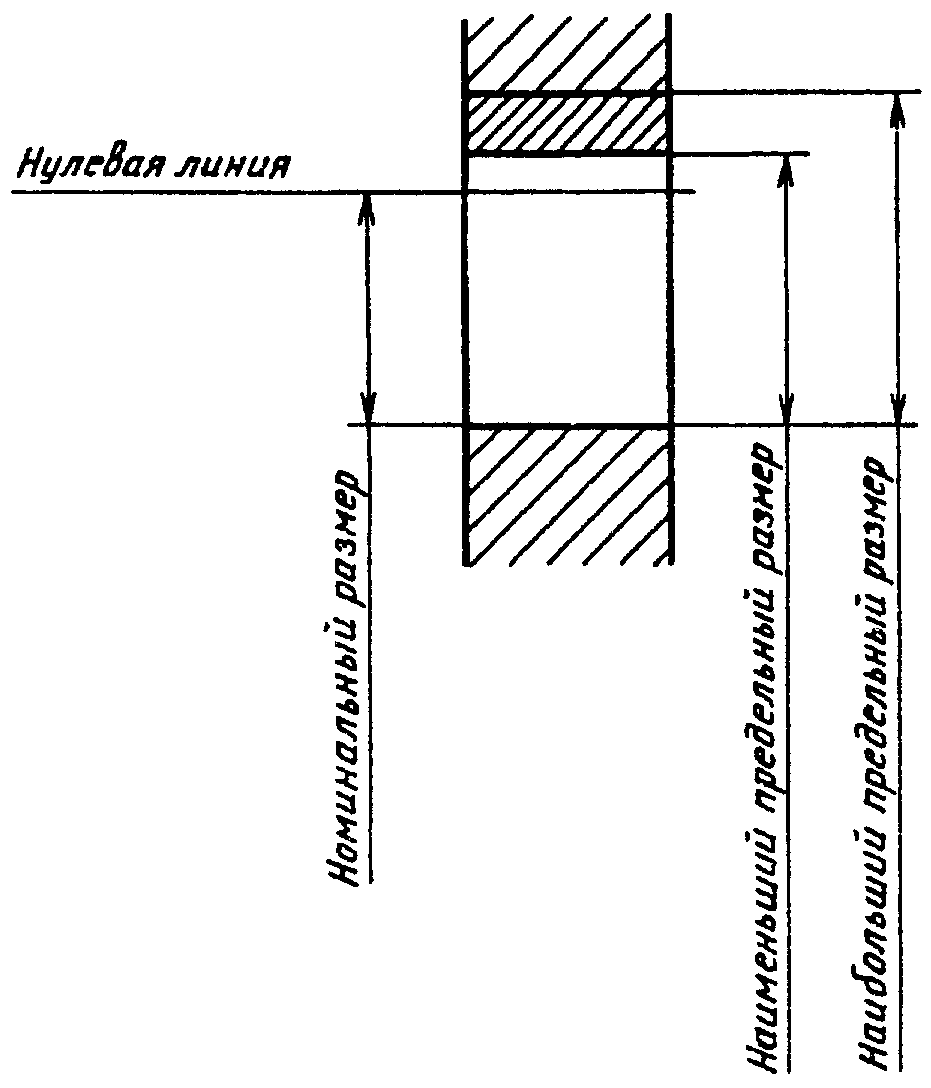 Нулевая линия
Номинальный размер
Наименьший предельный размер
Наибольший предельный размер